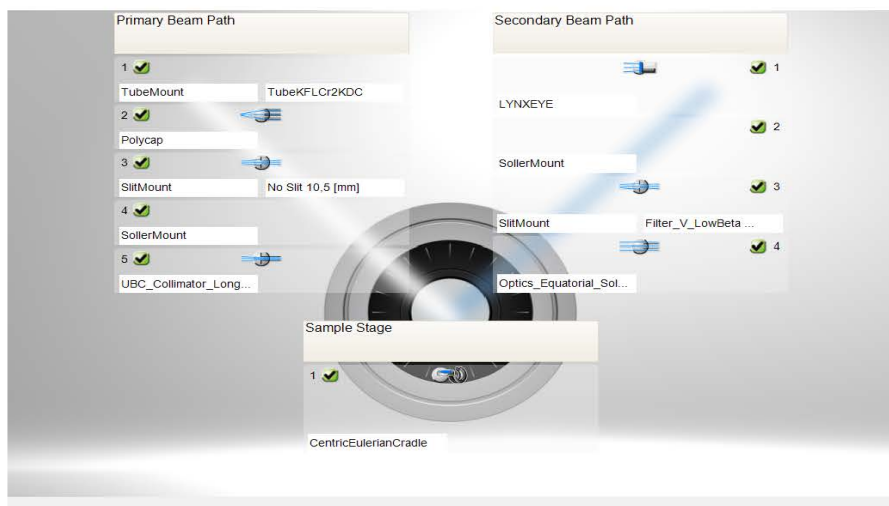 Primary Beam Path
1
TubeMount TubeKFLCr2KDC
2
Polycap
3
SlitMount No Slit 10,5 [mm]
4
SollerMount
5
UBC_Collimator_Long...
Secondary Beam Path
1
LYNXEYE
2
SollerMount
3
SlitMount Filter_V_LowBeta ...
4
Optics_Equatorial_Sol...
Sample Stage
1
CentricEulerianCradle